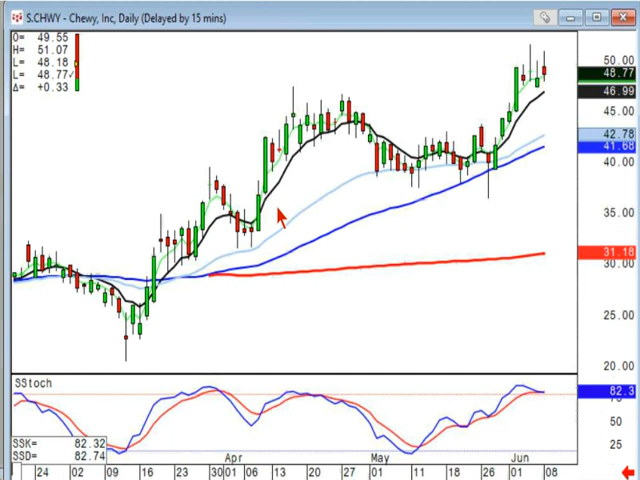 S.CHWY - Chewy, Inc, Daily (Delayed by 15 mins)
O= 49.55
H= 51.07
L= 48.18
L= 48.77
Δ= +0.33
50.00
48.77
46.99
45.00
42.78
41.68
40.00
35.00
31.18
30.00
25.00
20.00
SStoch
82.3
75
50
25
SSK= 82.32
SSD= 82.74
Apr May Jun
24 02 09 16 23 30 01 06 13 20 27 01 04 11 18 26 01 08